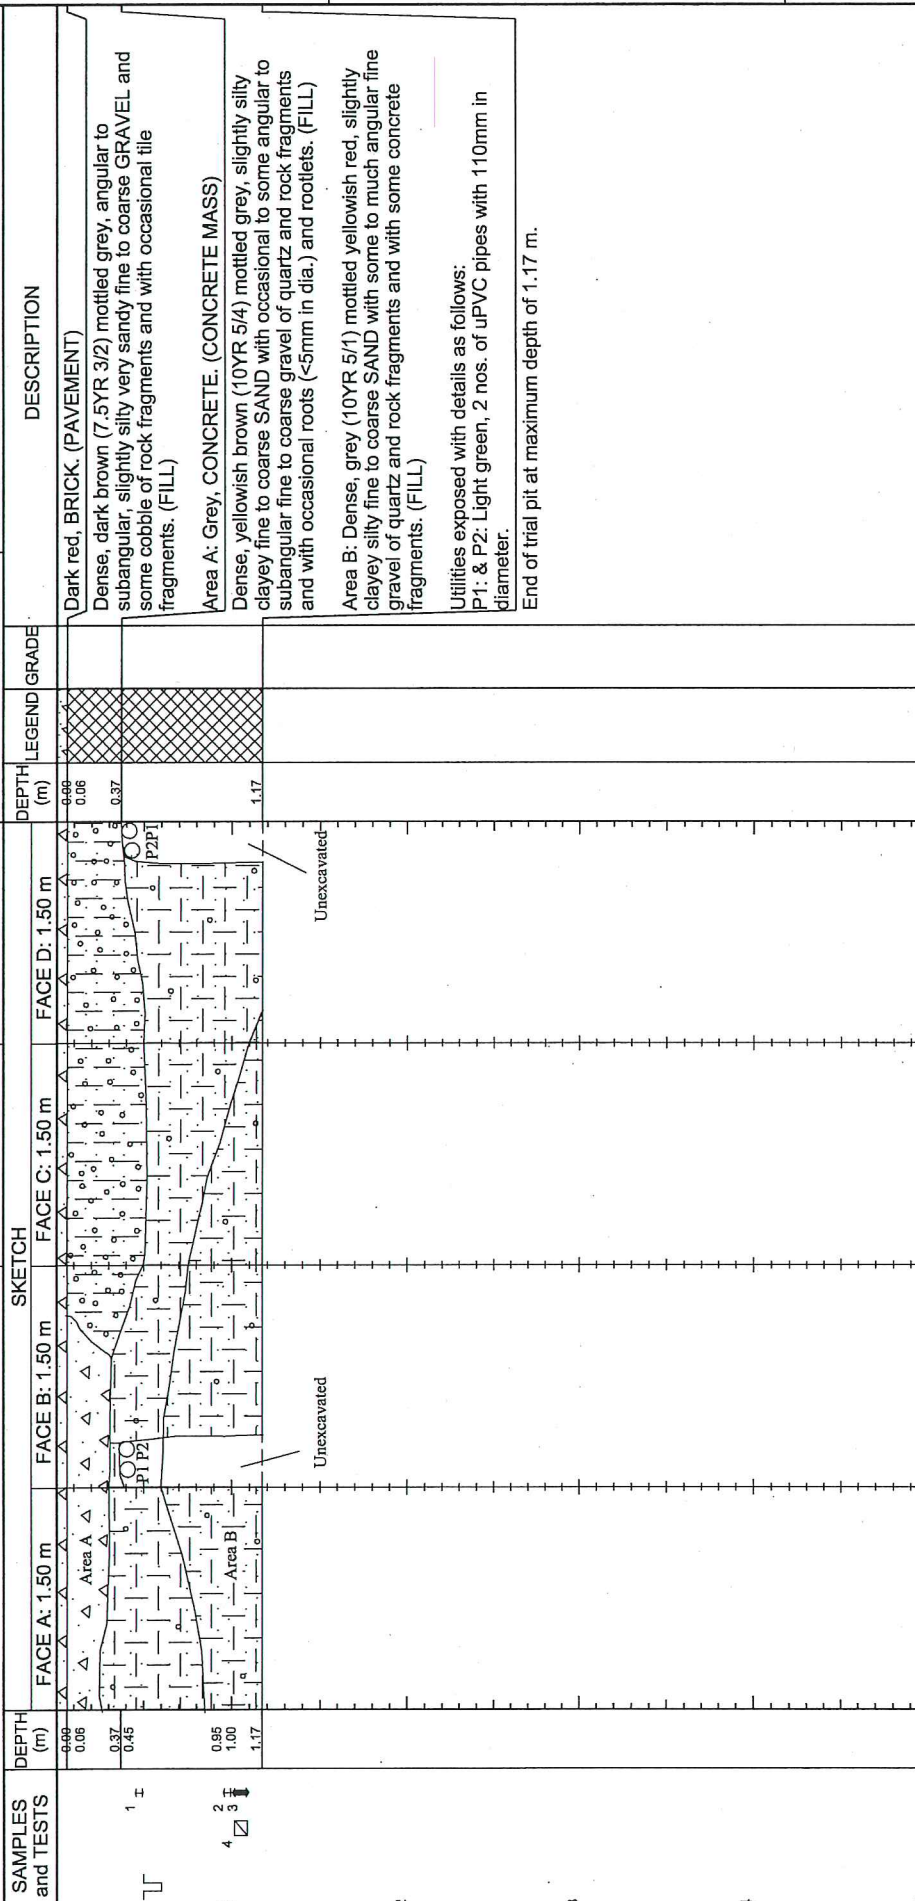 SAMPLES
and TESTS
DEPTH
(m)
SKETCH
FACE A: 1.50 m
FACE B: 1.50 m
FACE C: 1.50 m
FACE D: 1.50 m
DEPTH
(m)
LEGEND
GRADE
DESCRIPTION
0.00
0.06
0.37
0.45
0.95
1.00
1.17
1
2
3
4
Area A
Area B
P1 P2
Unexcavated
P2P1
Unexcavated
0.00
0.06
0.37
1.17
Dark red, BRICK. (PAVEMENT)
Dense, dark brown (7.5YR 3/2) mottled grey, angular to
subangular, slightly silty very sandy fine to coarse GRAVEL and
some cobble of rock fragments and with occasional tile
fragments. (FILL)
Area A: Grey, CONCRETE. (CONCRETE MASS)
Dense, yellowish brown (10YR 5/4) mottled grey, slightly silty
clayey fine to coarse SAND with occasional to some angular to
subangular fine to coarse gravel of quartz and rock fragments
and with occasional roots (<5mm in dia.) and rootlets. (FILL)
Area B: Dense, grey (10YR 5/1) mottled yellowish red, slightly
clayey silty fine to coarse SAND with some to much angular fine
gravel of quartz and rock fragments and with some concrete
fragments. (FILL)
Utilities exposed with details as follows:
P1: & P2: Light green, 2 nos. of uPVC pipes with 110mm in
diameter.
End of trial pit at maximum depth of 1.17 m.